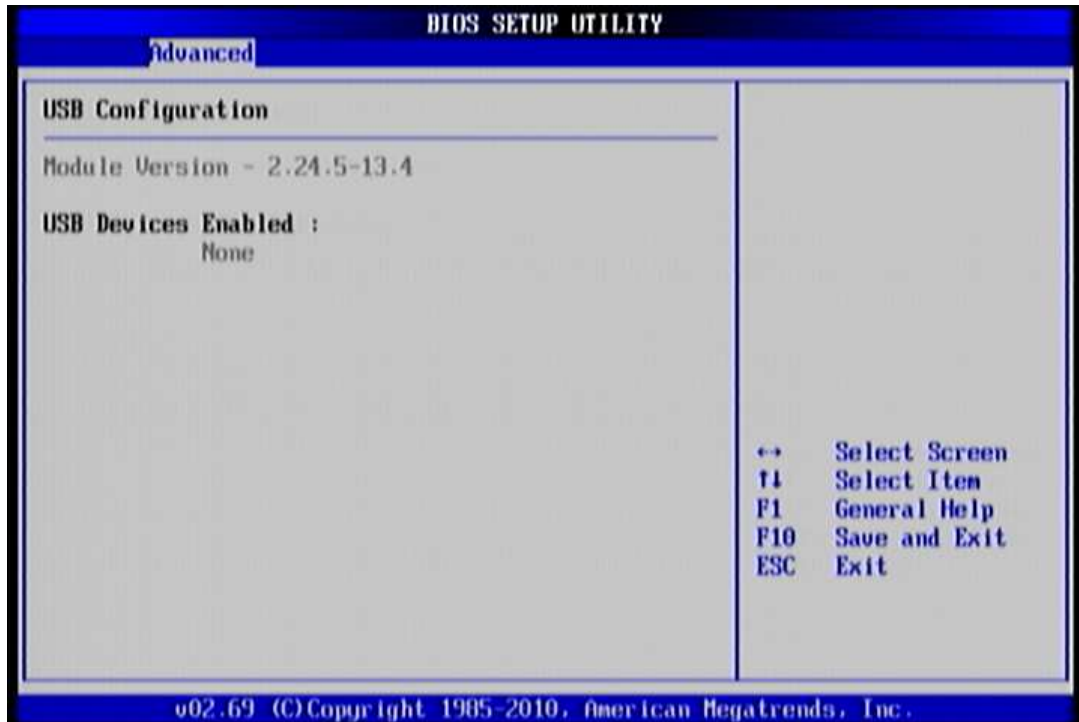 BIOS SETUP UTILITY
Advanced
USB Configuration
Module Version - 2.24.5-13.4
USB Devices Enabled :
None
↔ Select Screen
↑↓ Select Item
F1 General Help
F10 Save and Exit
ESC Exit
v02.69 (C)Copyright 1985-2010, American Megatrends, Inc.